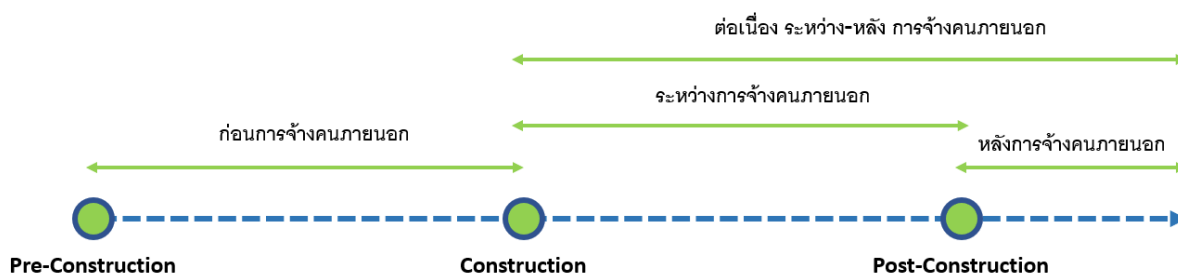 ต่อเนื่อง ระหว่าง-หลัง การจ้างคนภายนอก
ระหว่างการจ้างคนภายนอก
ก่อนการจ้างคนภายนอก
หลังการจ้างคนภายนอก
Pre-Construction
Construction
Post-Construction